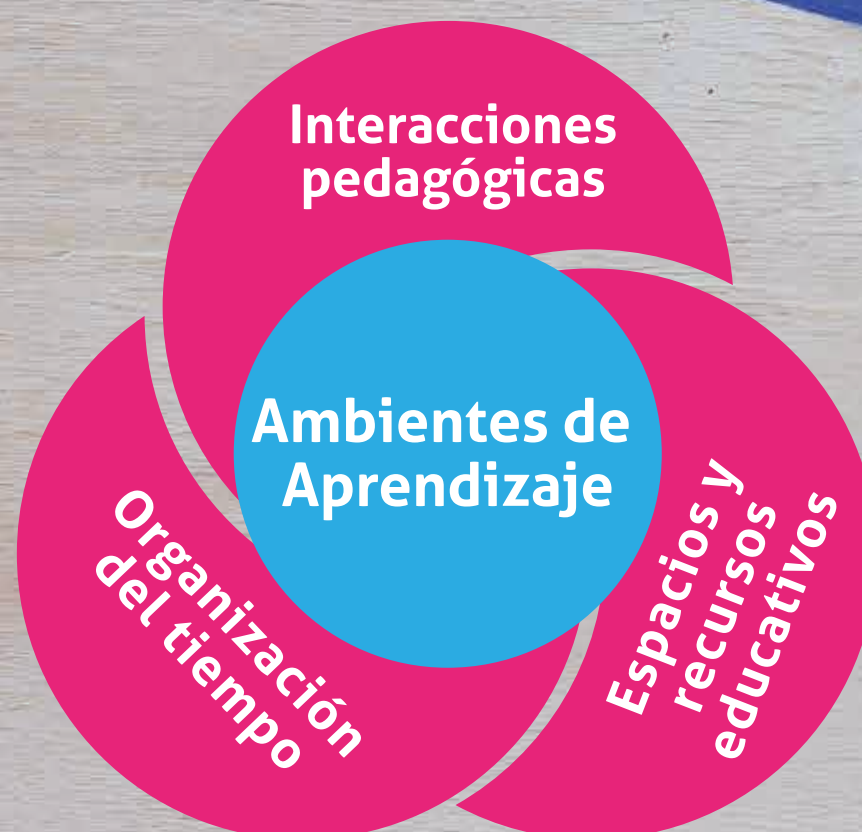 Interacciones
pedagógicas
Ambientes de
Aprendizaje
Organización
del tiempo
Espacios y
recursos
educativos